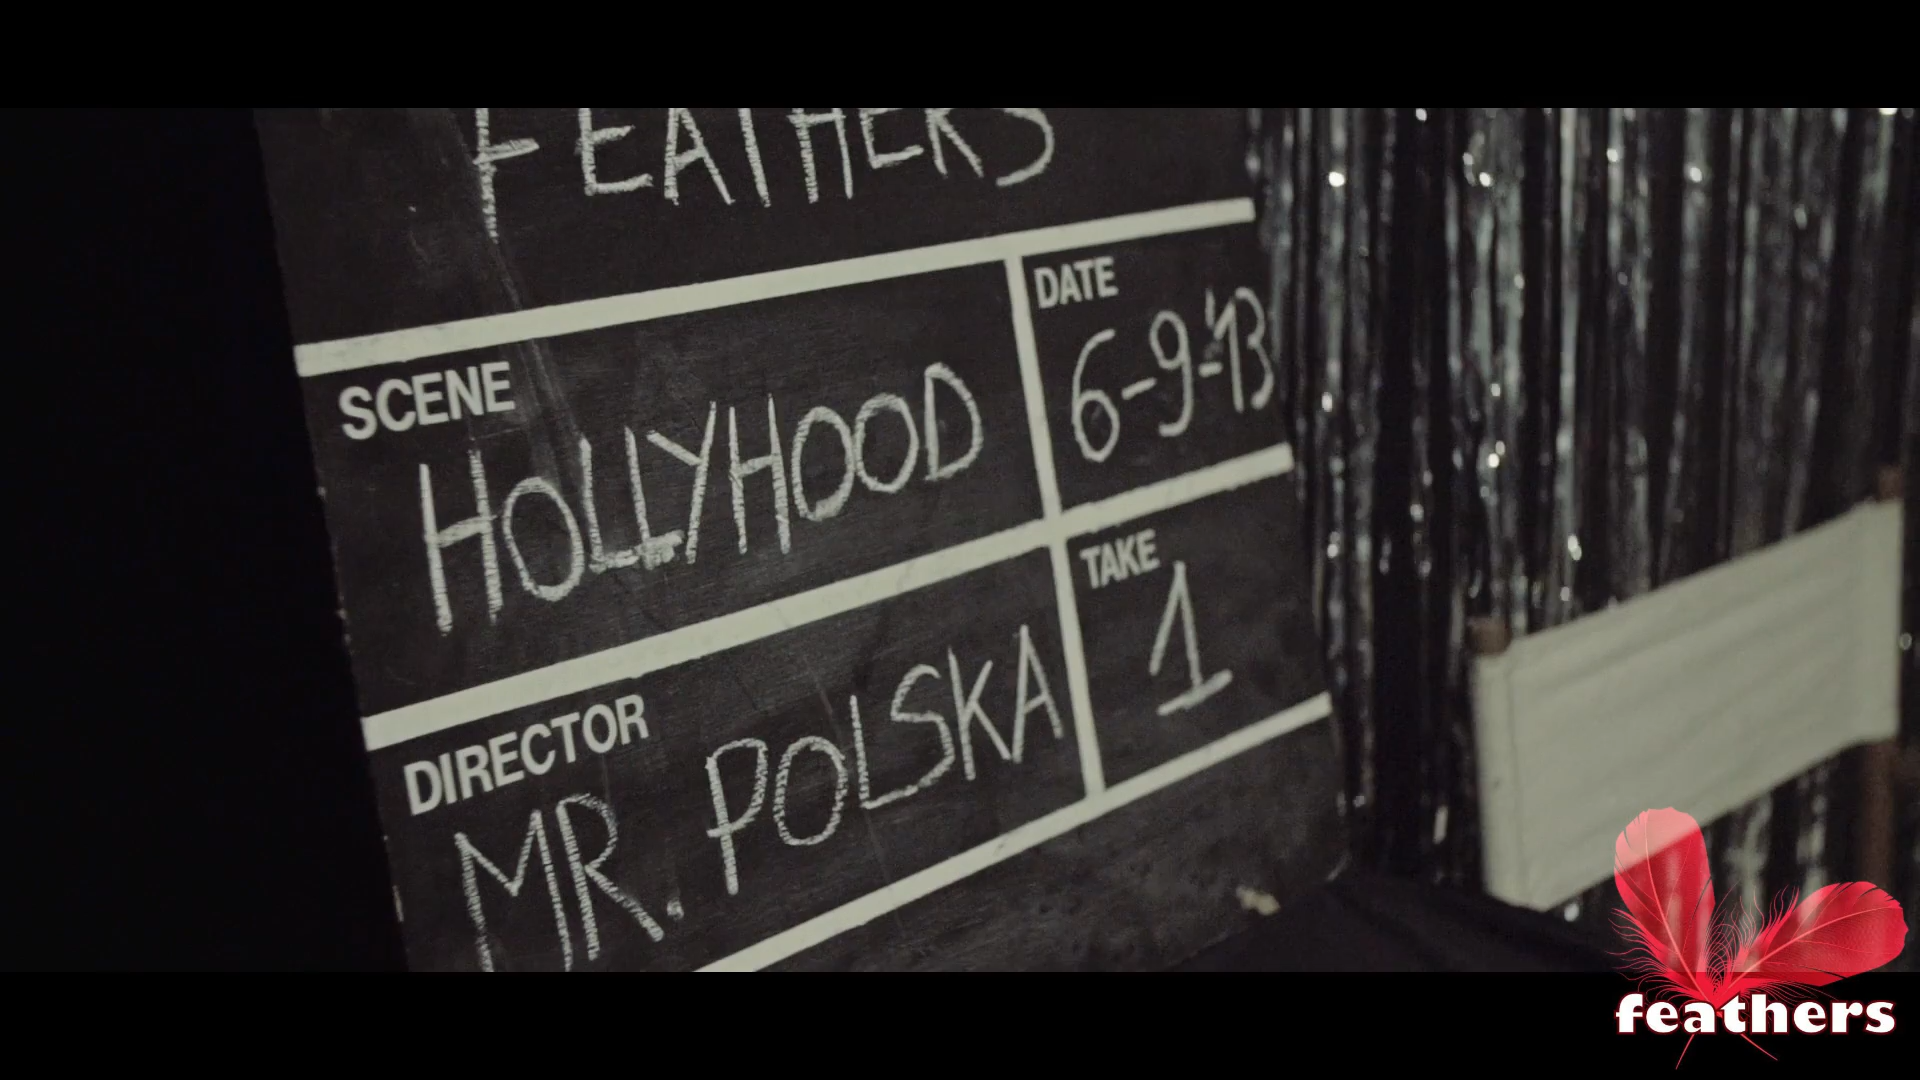 FEATHERS
SCENE
HOLLYHOOD
DATE
6-9-'13
DIRECTOR
MR. POLSKA
TAKE
1
feathers